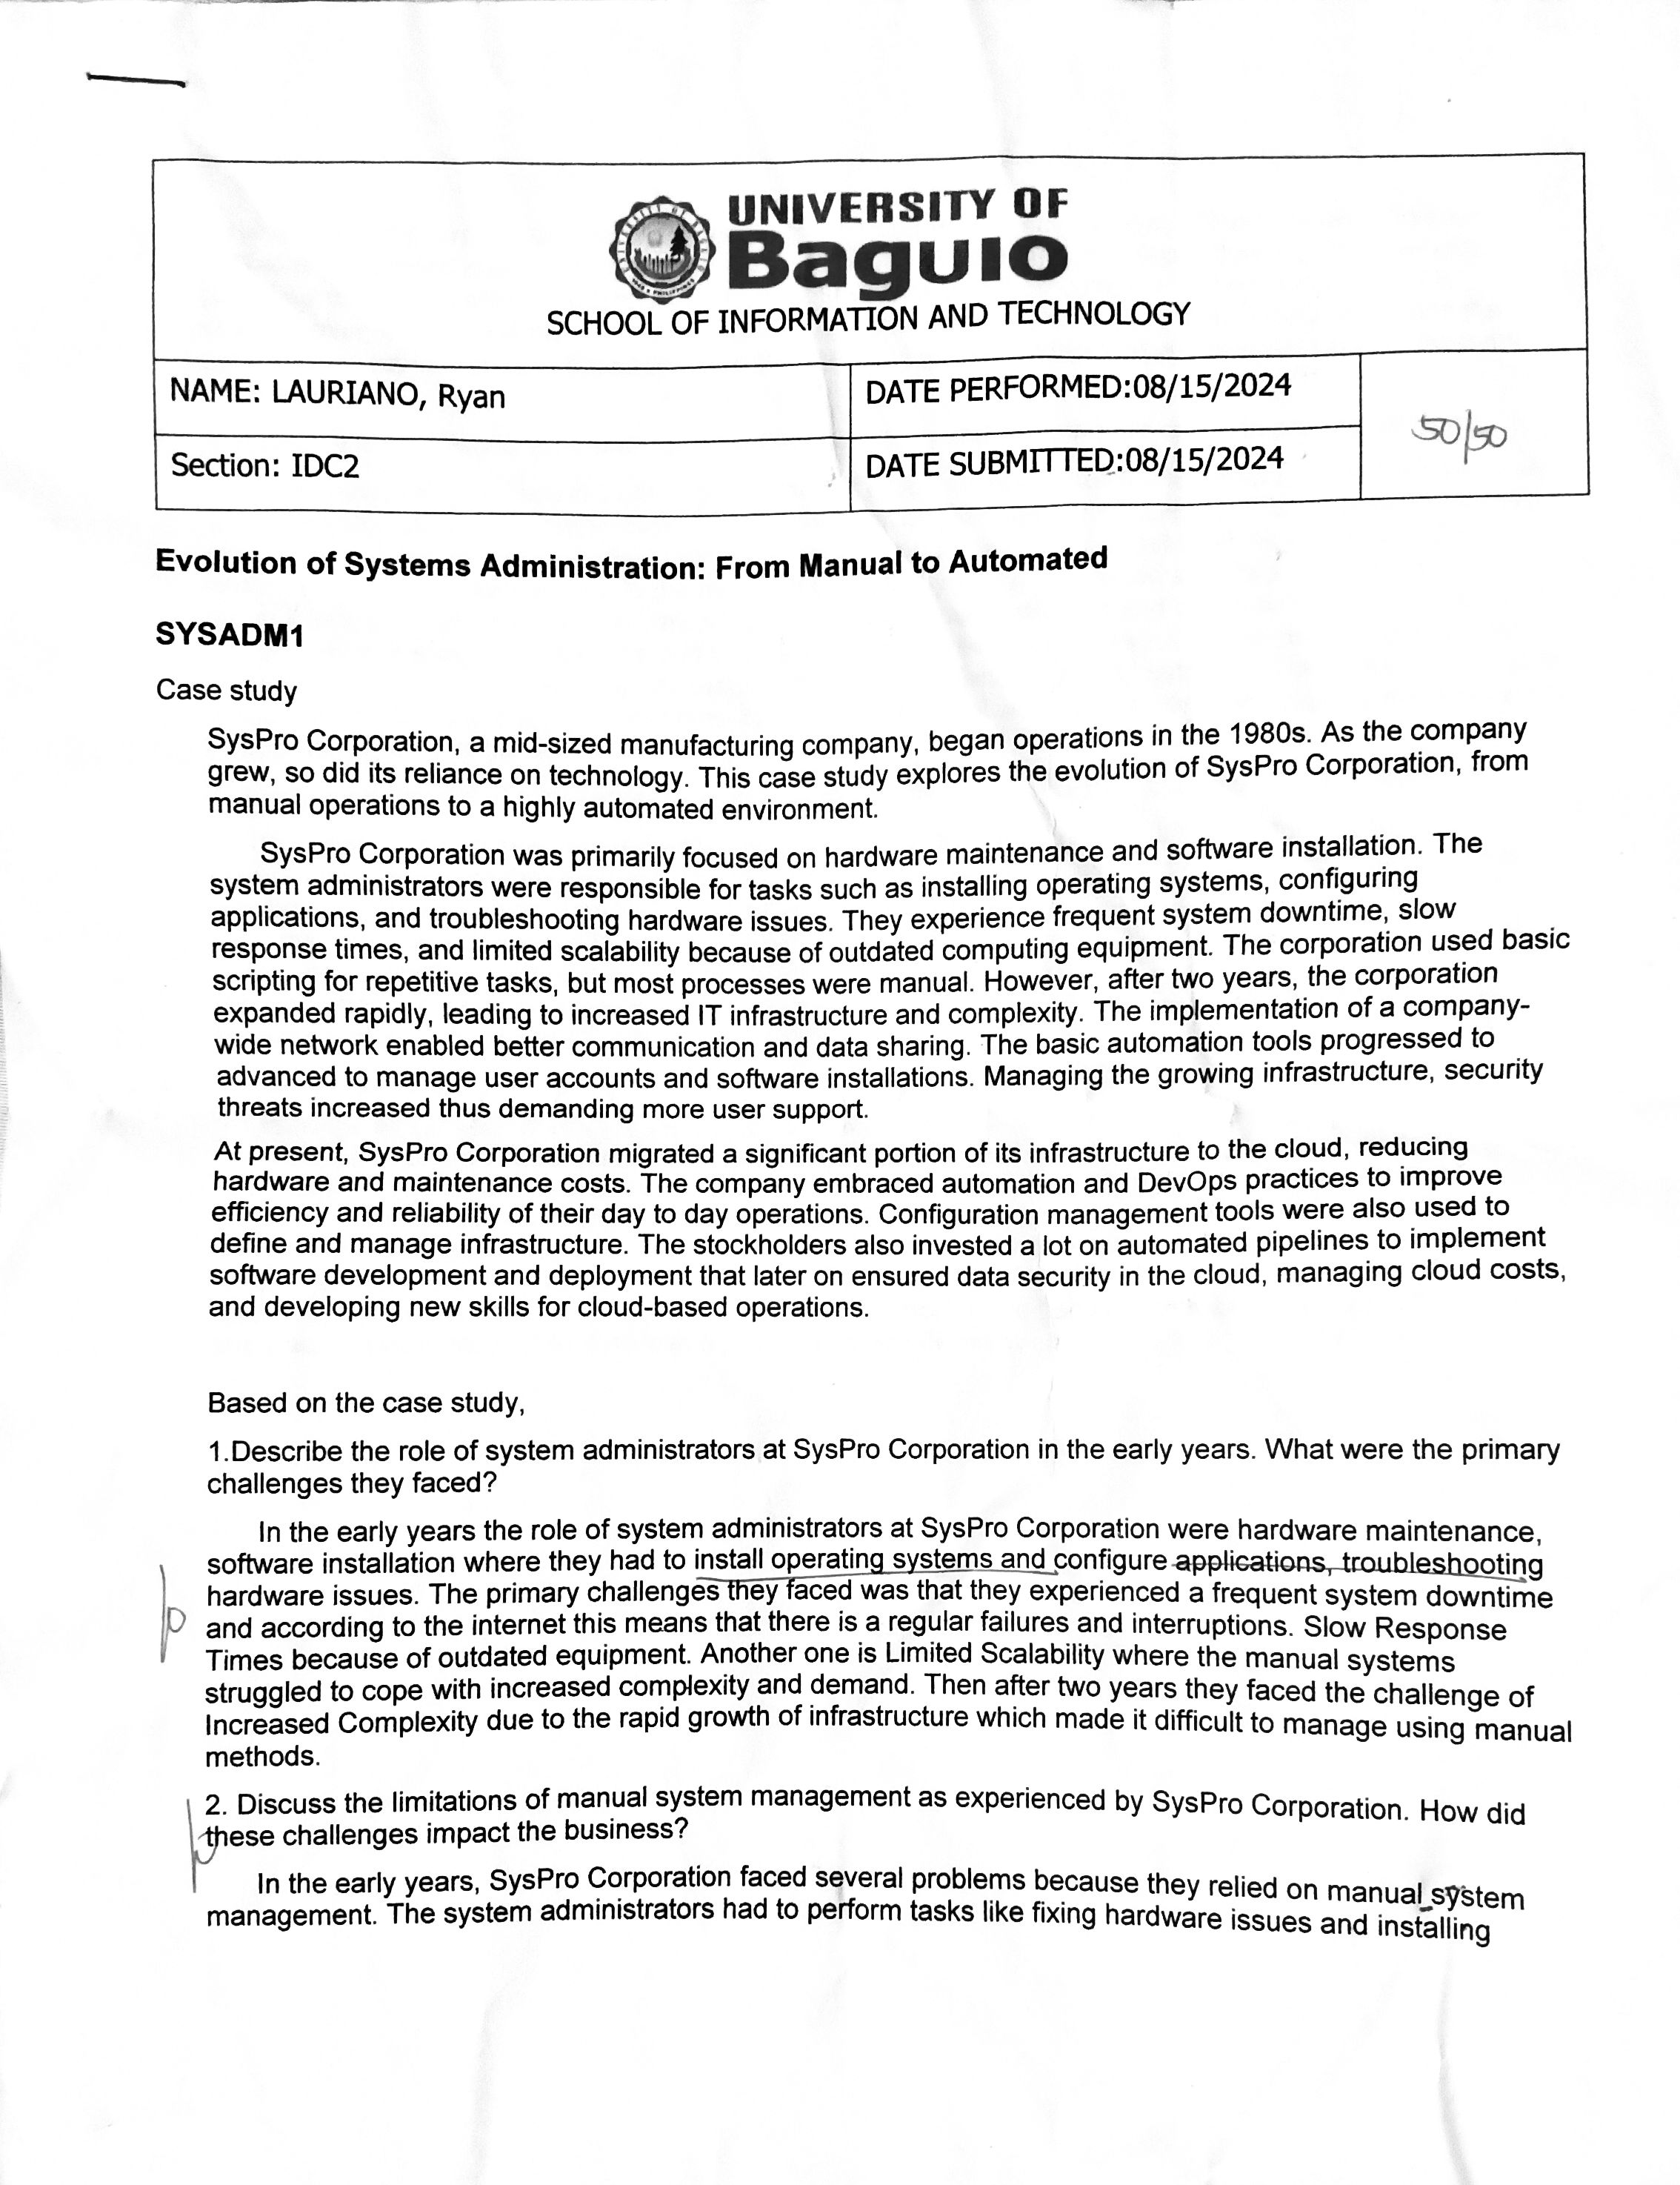 UNIVERSITY OF
Baguio
SCHOOL OF INFORMATION AND TECHNOLOGY
NAME: LAURIANO, Ryan
DATE PERFORMED:08/15/2024
50/50
Section: IDC2
DATE SUBMITTED:08/15/2024
Evolution of Systems Administration: From Manual to Automated
SYSADM1
Case study
SysPro Corporation, a mid-sized manufacturing company, began operations in the 1980s. As the company
grew, so did its reliance on technology. This case study explores the evolution of SysPro Corporation, from
manual operations to a highly automated environment.
SysPro Corporation was primarily focused on hardware maintenance and software installation. The
system administrators were responsible for tasks such as installing operating systems, configuring
applications, and troubleshooting hardware issues. They experience frequent system downtime, slow
response times, and limited scalability because of outdated computing equipment. The corporation used basic
scripting for repetitive tasks, but most processes were manual. However, after two years, the corporation
expanded rapidly, leading to increased IT infrastructure and complexity. The implementation of a company-
wide network enabled better communication and data sharing. The basic automation tools progressed to
advanced to manage user accounts and software installations. Managing the growing infrastructure, security
threats increased thus demanding more user support.
At present, SysPro Corporation migrated a significant portion of its infrastructure to the cloud, reducing
hardware and maintenance costs. The company embraced automation and DevOps practices to improve
efficiency and reliability of their day to day operations. Configuration management tools were also used to
define and manage infrastructure. The stockholders also invested a lot on automated pipelines to implement
software development and deployment that later on ensured data security in the cloud, managing cloud costs,
and developing new skills for cloud-based operations.
Based on the case study,
1.Describe the role of system administrators at SysPro Corporation in the early years. What were the primary
challenges they faced?
In the early years the role of system administrators at SysPro Corporation were hardware maintenance,
software installation where they had to install operating systems and configure applications, troubleshooting
hardware issues. The primary challenges they faced was that they experienced a frequent system downtime
and according to the internet this means that there is a regular failures and interruptions. Slow Response
Times because of outdated equipment. Another one is Limited Scalability where the manual systems
struggled to cope with increased complexity and demand. Then after two years they faced the challenge of
Increased Complexity due to the rapid growth of infrastructure which made it difficult to manage using manual
methods.
2. Discuss the limitations of manual system management as experienced by SysPro Corporation. How did
these challenges impact the business?
In the early years, SysPro Corporation faced several problems because they relied on manual system
management. The system administrators had to perform tasks like fixing hardware issues and installing